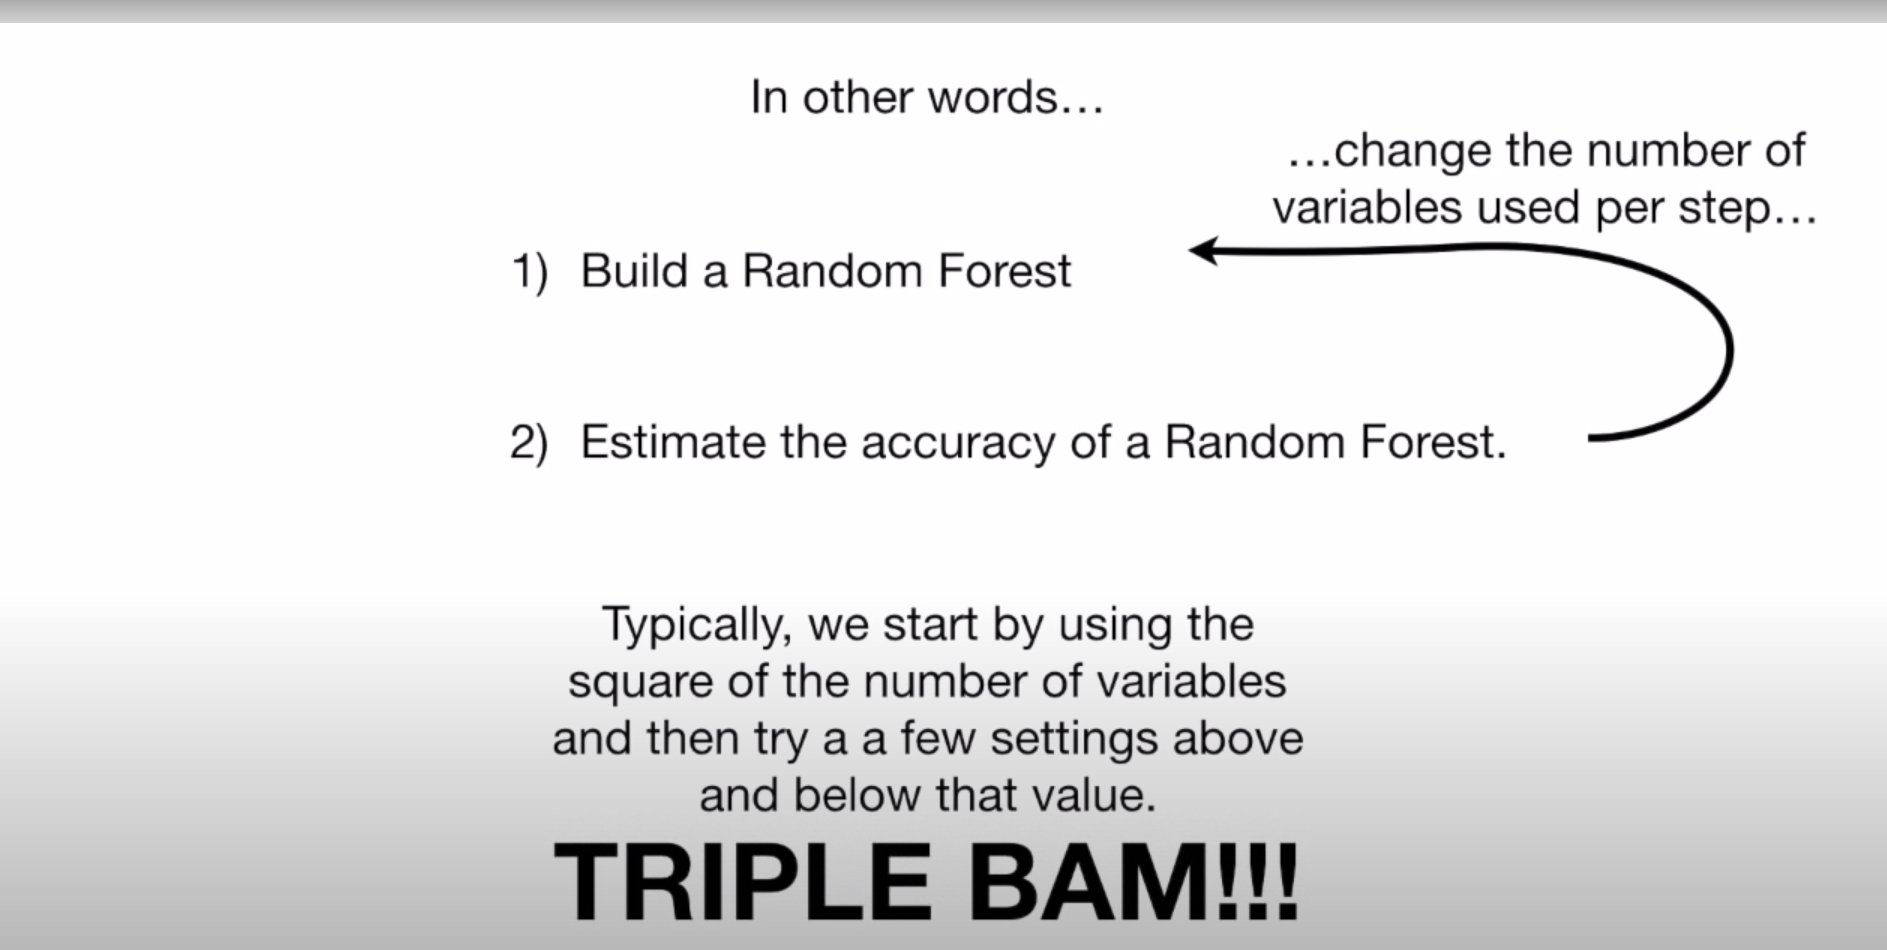 In other words…
…change the number of
variables used per step…
1) Build a Random Forest
2) Estimate the accuracy of a Random Forest.
Typically, we start by using the
square of the number of variables
and then try a a few settings above
and below that value.
TRIPLE BAM!!!